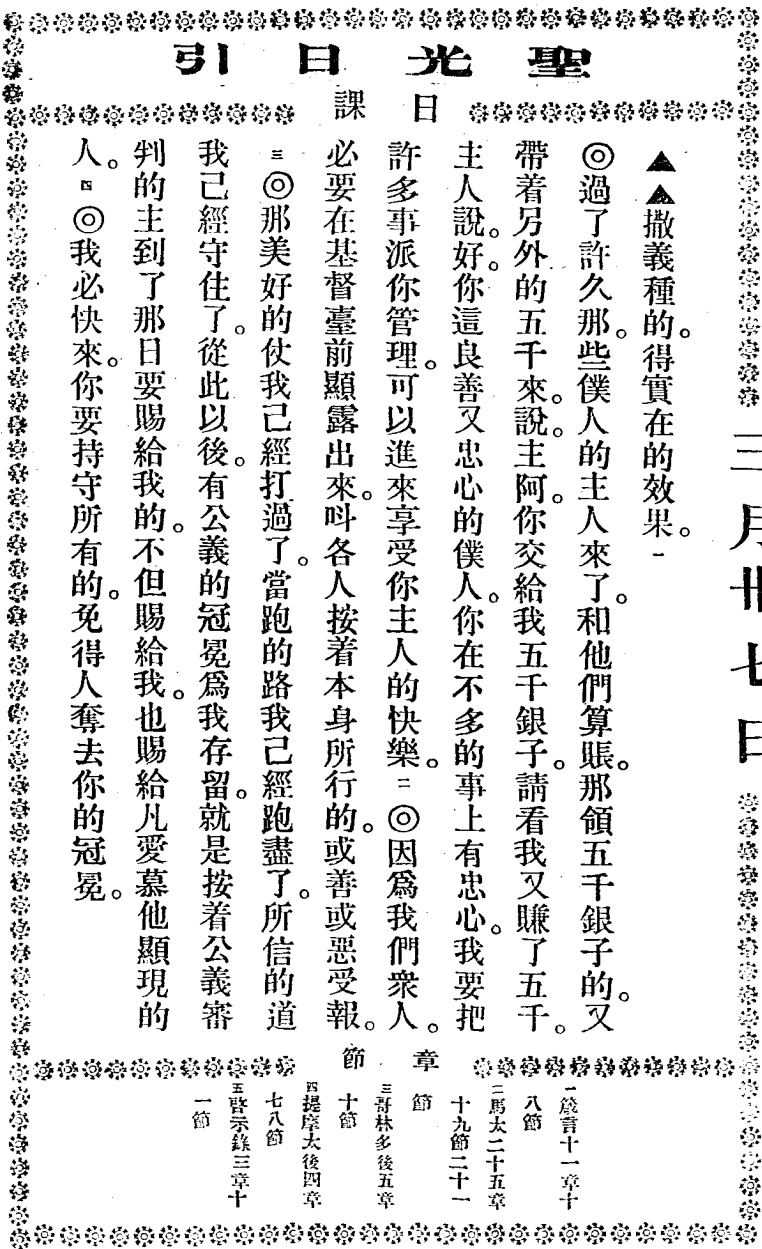 聖光日引
日課
三月卅七日
▲▲撒義種的。得實在的效果。一
◎過了許久那。些僕人的主人來了。和他們算賬。那領五千銀子的。又
帶着另外的五千來。說。主阿。你交給我五千銀子。請看我又賺了五千。
主人說。好。你這良善又忠心的僕人。你在不多的事上有忠心。我要把
許多事派你管理。可以進來享受你主人的快樂。二◎因爲我們衆人。
必要在基督臺前顯露出來。呌各人按着本身所行的。或善或惡受報。
三◎那美好的仗我已經打過了。當跑的路我已經跑盡了。所信的道
我已經守住了。從此以後。有公義的冠冕爲我存留。就是按着公義審
判的主到了那日要賜給我的。不但賜給我。也賜給凡愛慕他顯現的
人。四◎我必快來。你要持守所有的。免得人奪去你的冠冕。
章節
一箴言十一章十
八節
二馬太二十五章
十九節二十一
節
三哥林多後五章
十節
四提摩太後四章
七八節
五啓示錄三章十
一節